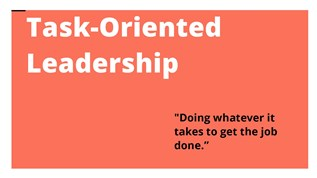 Task-Oriented
Leadership
"Doing whatever it
takes to get the job
done.”